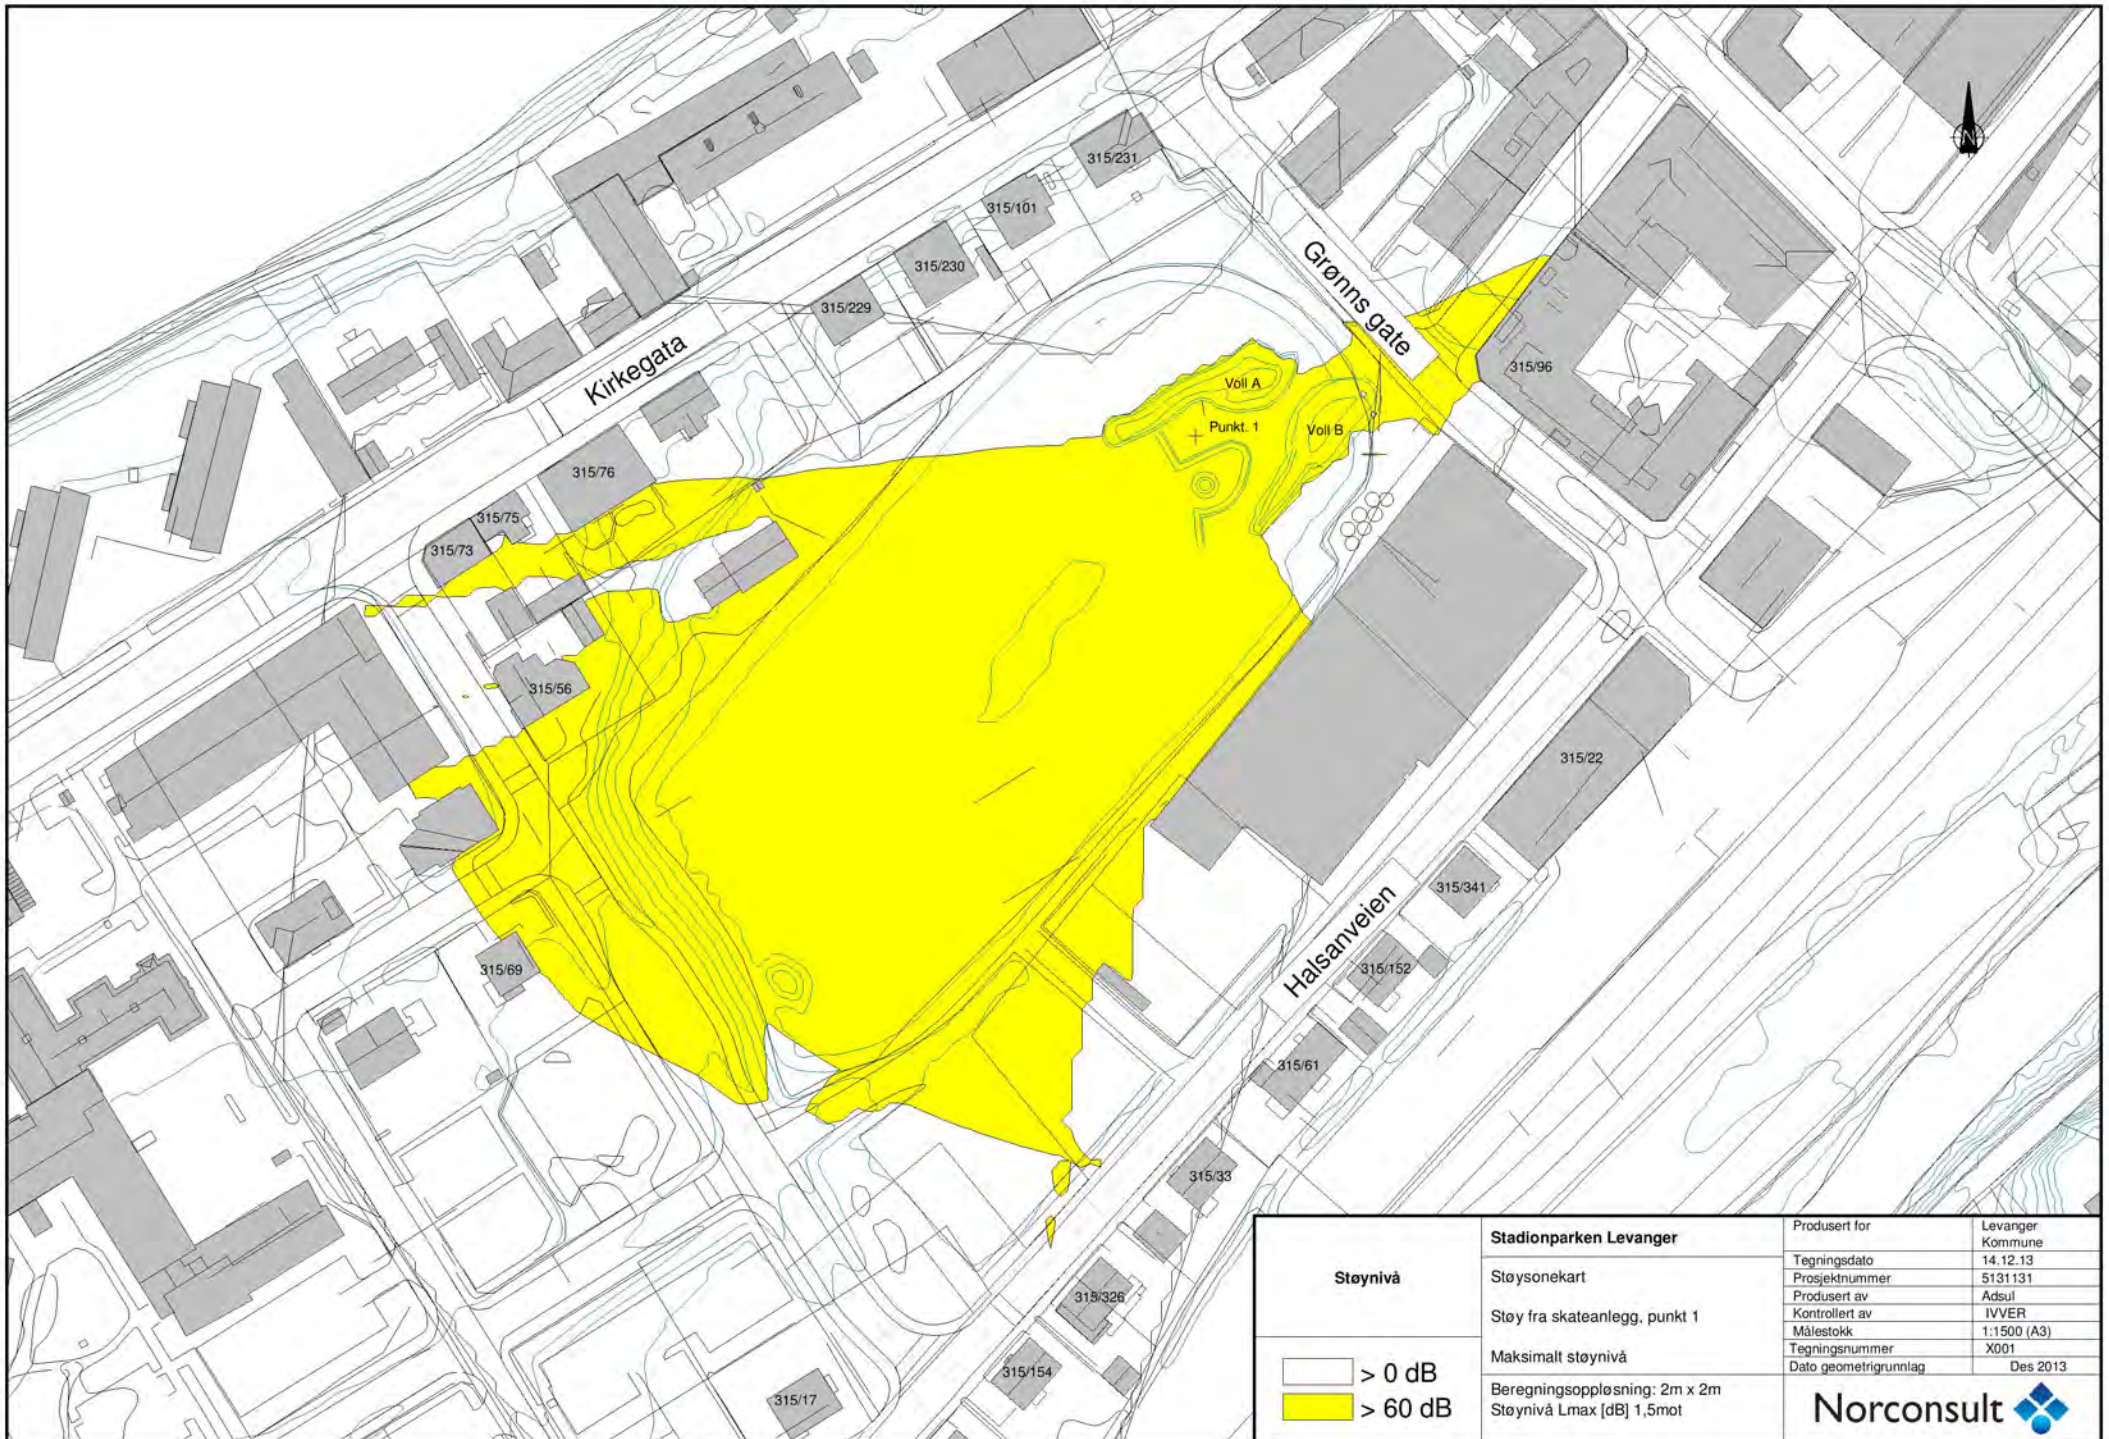 315/231
315/101
315/230
315/229
Kirkegata
Grønns gate
315/96
Voll A
Punkt. 1
Voll B
315/76
315/75
315/73
315/56
315/69
315/22
315/341
Halsanveien
315/152
315/61
315/33
315/326
315/154
315/17
N
Støynivå
> 0 dB
> 60 dB
Stadionparken Levanger
Støysonekart
Støy fra skateanlegg, punkt 1
Maksimalt støynivå
Beregningsoppløsning: 2m x 2m
Støynivå Lmax [dB] 1,5mot
Produsert for Levanger
Kommune
Tegningsdato 14.12.13
Prosjektnummer 5131131
Produsert av Adsul
Kontrollert av IVVER
Målestokk 1:1500 (A3)
Tegningsnummer X001
Dato geometrigrunnlag Des 2013
Norconsult